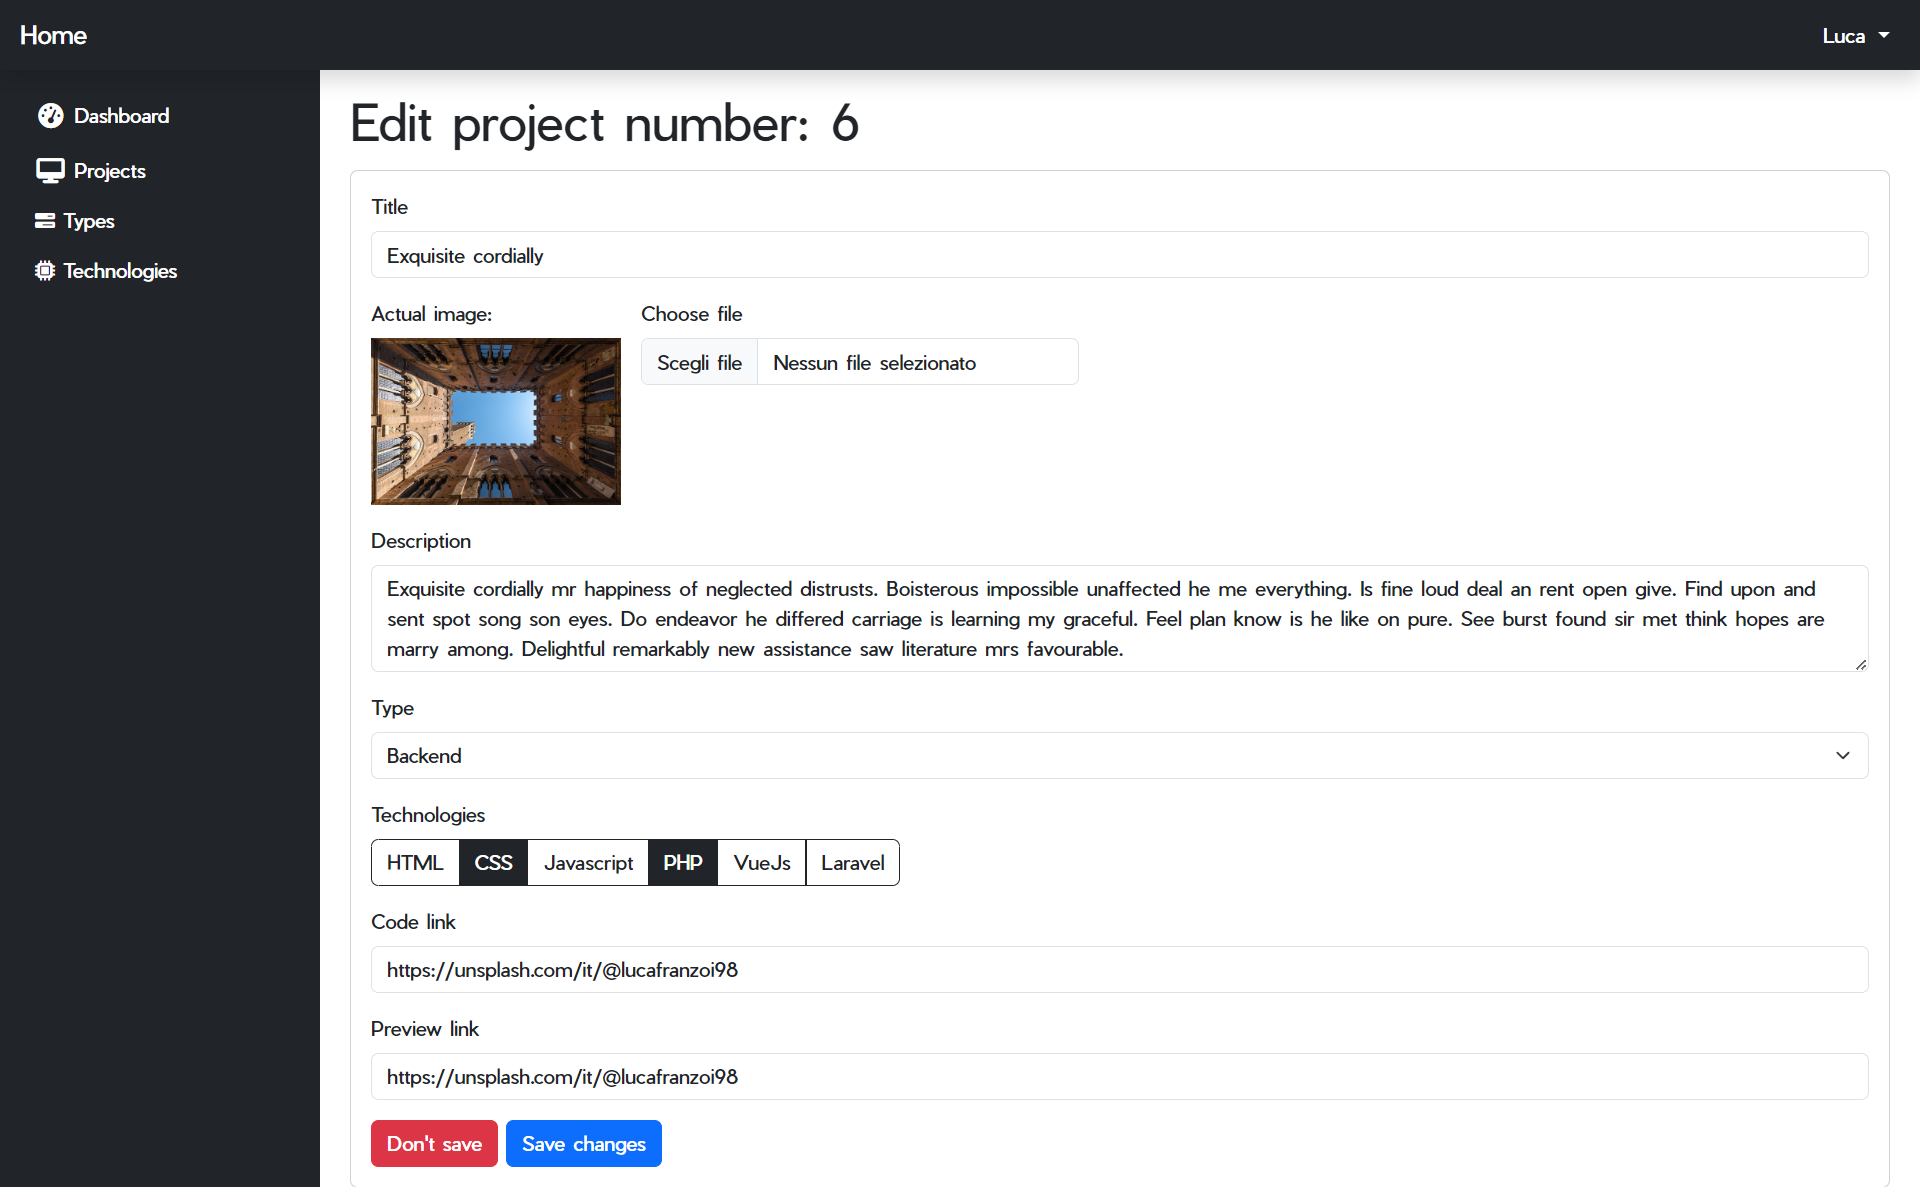 Home
Luca
Dashboard
Projects
Types
Technologies
Edit project number: 6
Title
Exquisite cordially
Actual image:
Choose file
Scegli file
Nessun file selezionato
Description
Exquisite cordially mr happiness of neglected distrusts. Boisterous impossible unaffected he me everything. Is fine loud deal an rent open give. Find upon and
sent spot song son eyes. Do endeavor he differed carriage is learning my graceful. Feel plan know is he like on pure. See burst found sir met think hopes are
marry among. Delightful remarkably new assistance saw literature mrs favourable.
Type
Backend
Technologies
HTML CSS Javascript PHP VueJs Laravel
Code link
https://unsplash.com/it/@lucafranzoi98
Preview link
https://unsplash.com/it/@lucafranzoi98
Don't save Save changes